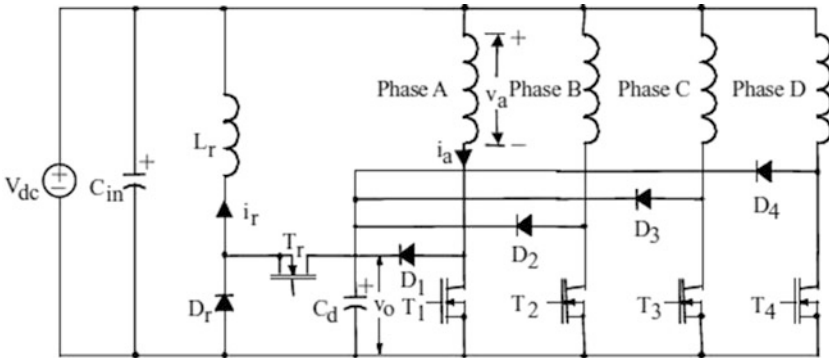 Phase A
+
v_a
−
Phase B
Phase C
Phase D
L_r
i_a
V_dc
+
−
C_in
+
i_r
T_r
D_4
D_3
D_2
D_1
D_r
C_d
+
v_o
T_1
T_2
T_3
T_4